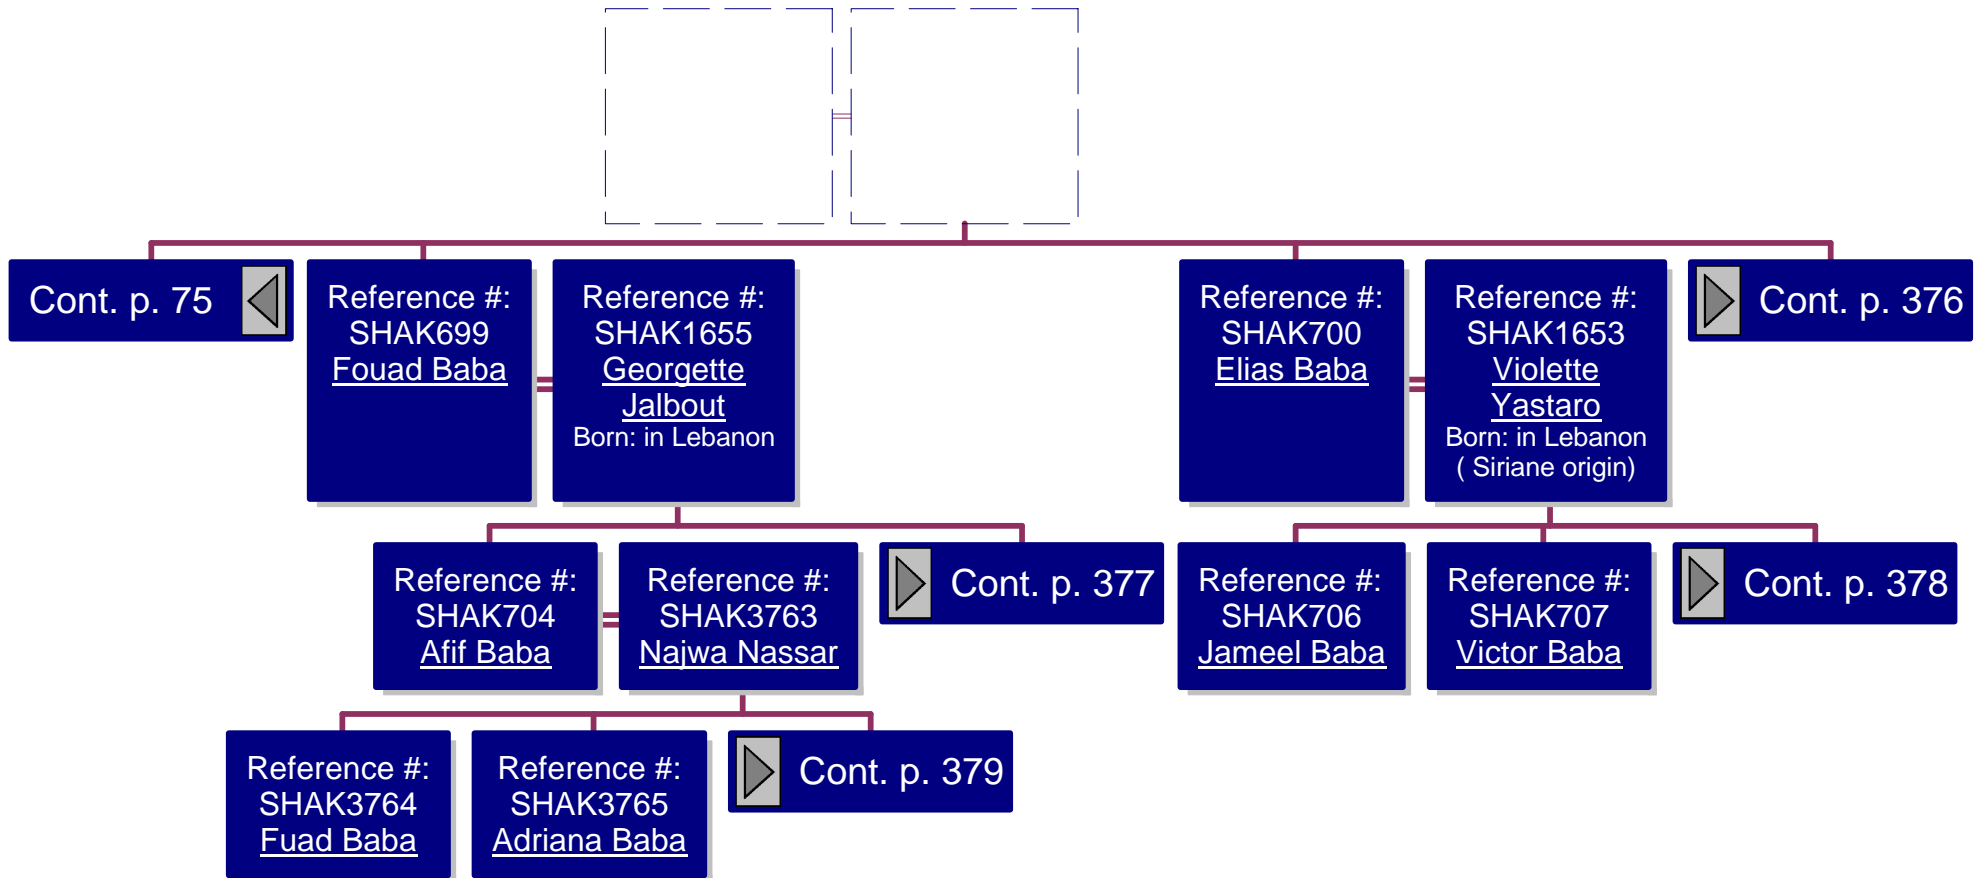 Cont. p. 75
Reference #:
SHAK699
Fouad Baba
Reference #:
SHAK1655
Georgette
Jalbout
Born: in Lebanon
Reference #:
SHAK700
Elias Baba
Reference #:
SHAK1653
Violette
Yastaro
Born: in Lebanon
( Siriane origin)
Cont. p. 376
Reference #:
SHAK704
Afif Baba
Reference #:
SHAK3763
Najwa Nassar
Cont. p. 377
Reference #:
SHAK706
Jameel Baba
Reference #:
SHAK707
Victor Baba
Cont. p. 378
Reference #:
SHAK3764
Fuad Baba
Reference #:
SHAK3765
Adriana Baba
Cont. p. 379